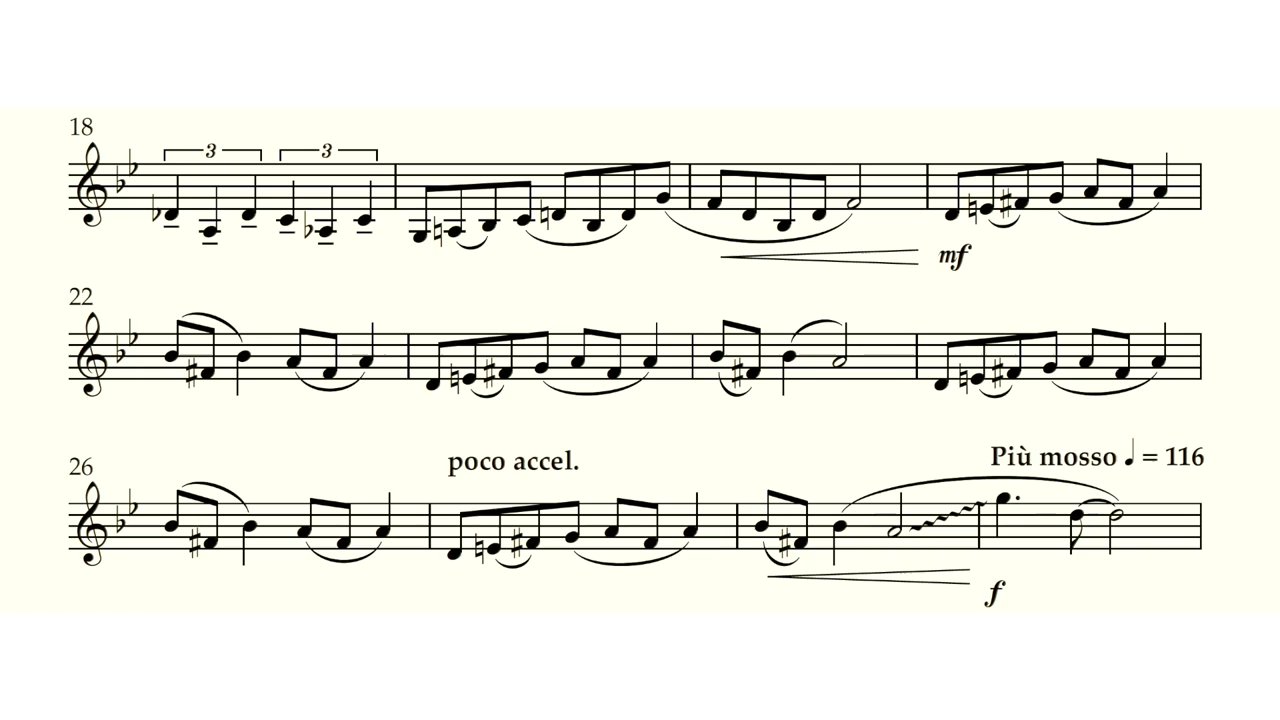 18
3 3
mf
22
26
poco accel.
Più mosso ♩ = 116
f